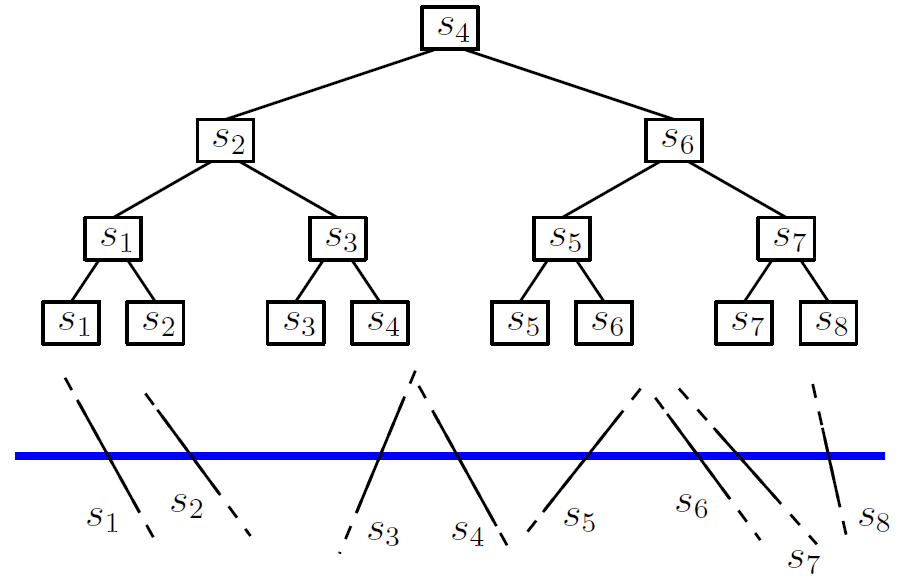 s₄
s₂ s₆
s₁ s₃ s₅ s₇
s₁ s₂ s₃ s₄ s₅ s₆ s₇ s₈
s₁ s₂ s₃ s₄ s₅ s₆ s₈
s₇